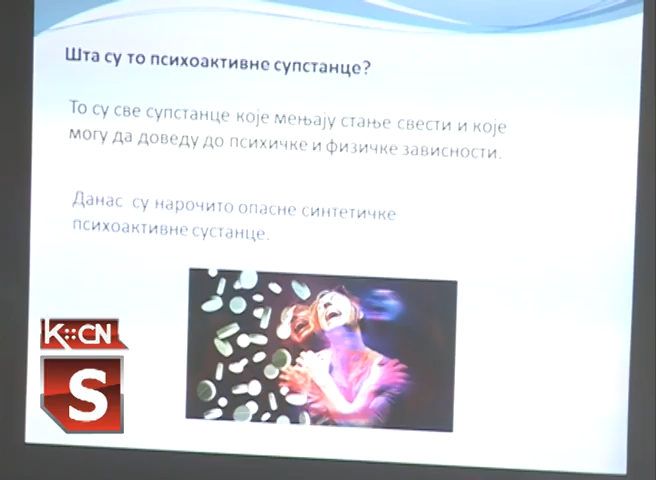 Шта су то психоактивне супстанце?
То су све супстанце које мењају стање свести и које
могу да доведу до психичке и физичке зависности.
Данас су нарочито опасне синтетичке
психоактивне сустанце.
K::CN
S